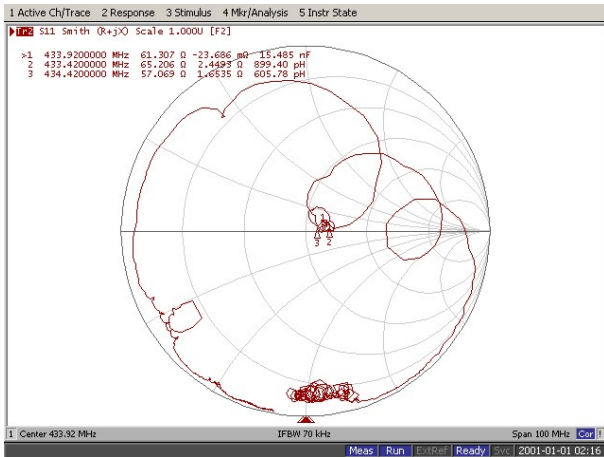 1 Active Ch/Trace 2 Response 3 Stimulus 4 Mkr/Analysis 5 Instr State
Tr2 S11 Smith (R+jX) Scale 1.000U [F2]
>1 433.9200000 MHz 61.307 Ω -23.686 mΩ 15.485 nF
2 433.4200000 MHz 65.206 Ω 2.4493 Ω 899.40 pH
3 434.4200000 MHz 57.069 Ω 1.6535 Ω 605.78 pH
1
3 2
1 Center 433.92 MHz IFBW 70 kHz Span 100 MHz Cor !
Meas Run ExtRef Ready Svc 2001-01-01 02:16